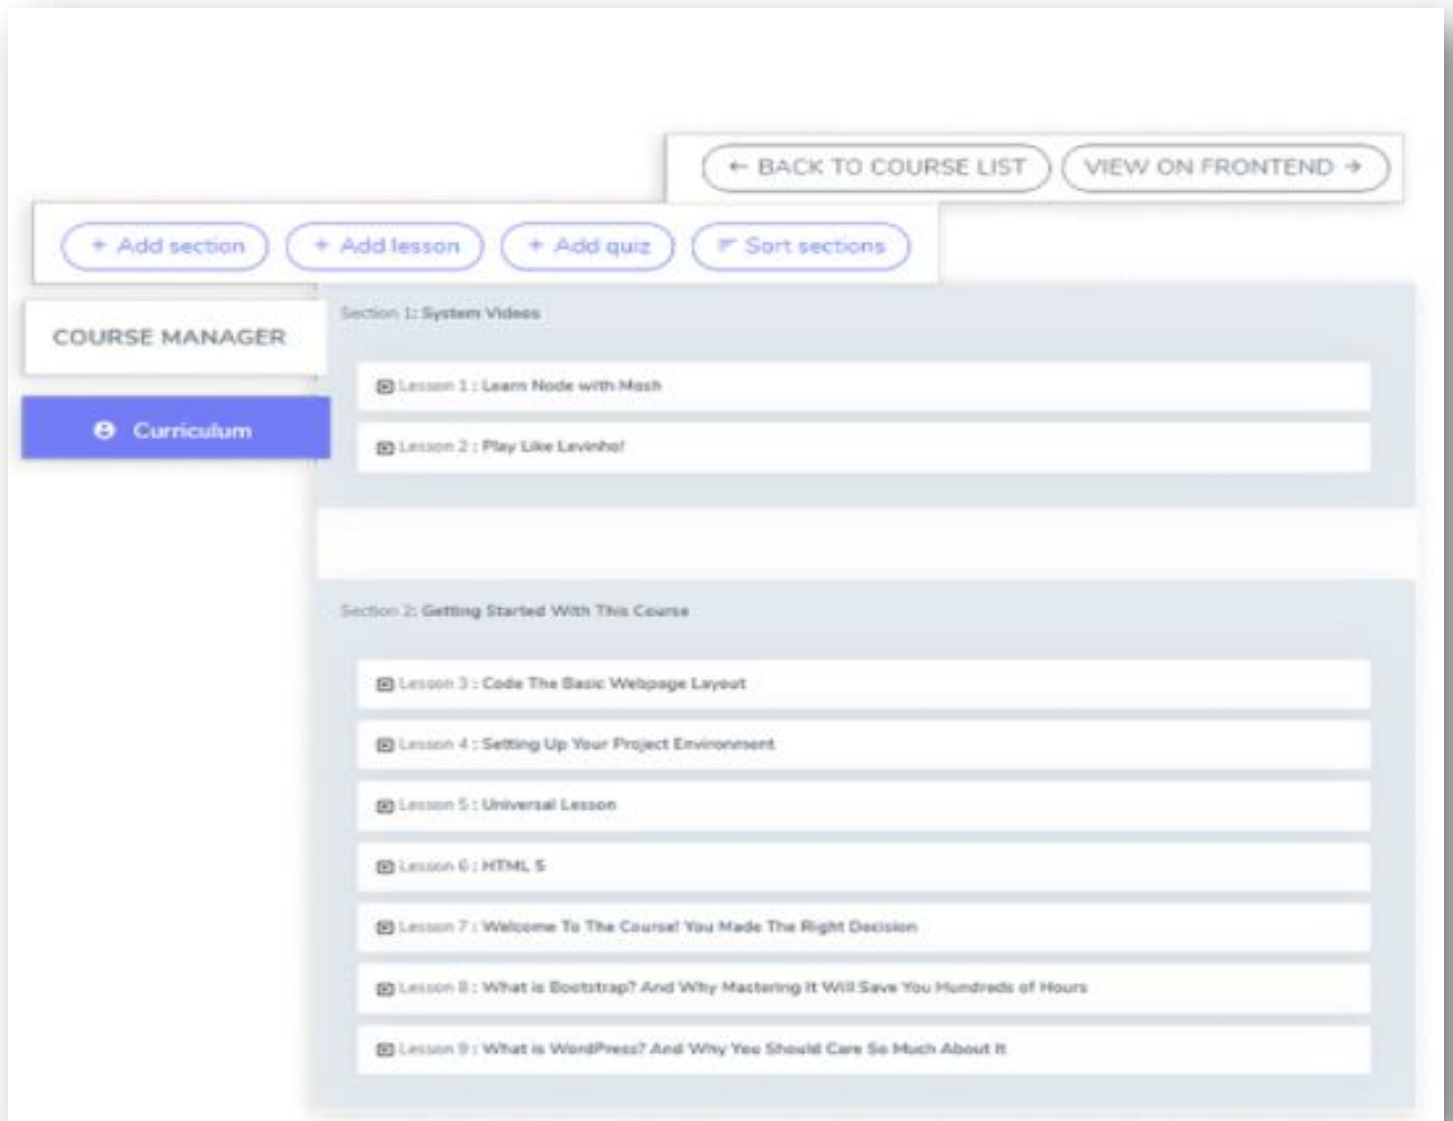 ← BACK TO COURSE LIST
VIEW ON FRONTEND →
+ Add section
+ Add lesson
+ Add quiz
Sort sections
COURSE MANAGER
Curriculum
Section 1: System Videos
Lesson 1 : Learn Node with Mosh
Lesson 2 : Play Like Levinho!
Section 2: Getting Started With This Course
Lesson 3 : Code The Basic Webpage Layout
Lesson 4 : Setting Up Your Project Environment
Lesson 5 : Universal Lesson
Lesson 6 : HTML 5
Lesson 7 : Welcome To The Course! You Made The Right Decision
Lesson 8 : What is Bootstrap? And Why Mastering It Will Save You Hundreds of Hours
Lesson 9 : What is WordPress? And Why You Should Care So Much About It